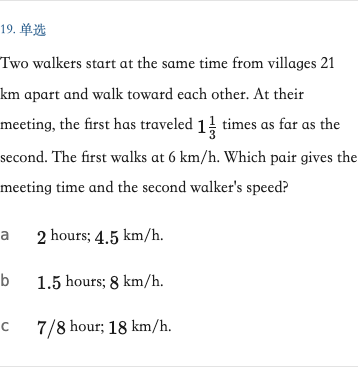 19. 单选
Two walkers start at the same time from villages 21
km apart and walk toward each other. At their
meeting, the first has traveled 1 1/3 times as far as the
second. The first walks at 6 km/h. Which pair gives the
meeting time and the second walker's speed?
a 2 hours; 4.5 km/h.
b 1.5 hours; 8 km/h.
c 7/8 hour; 18 km/h.